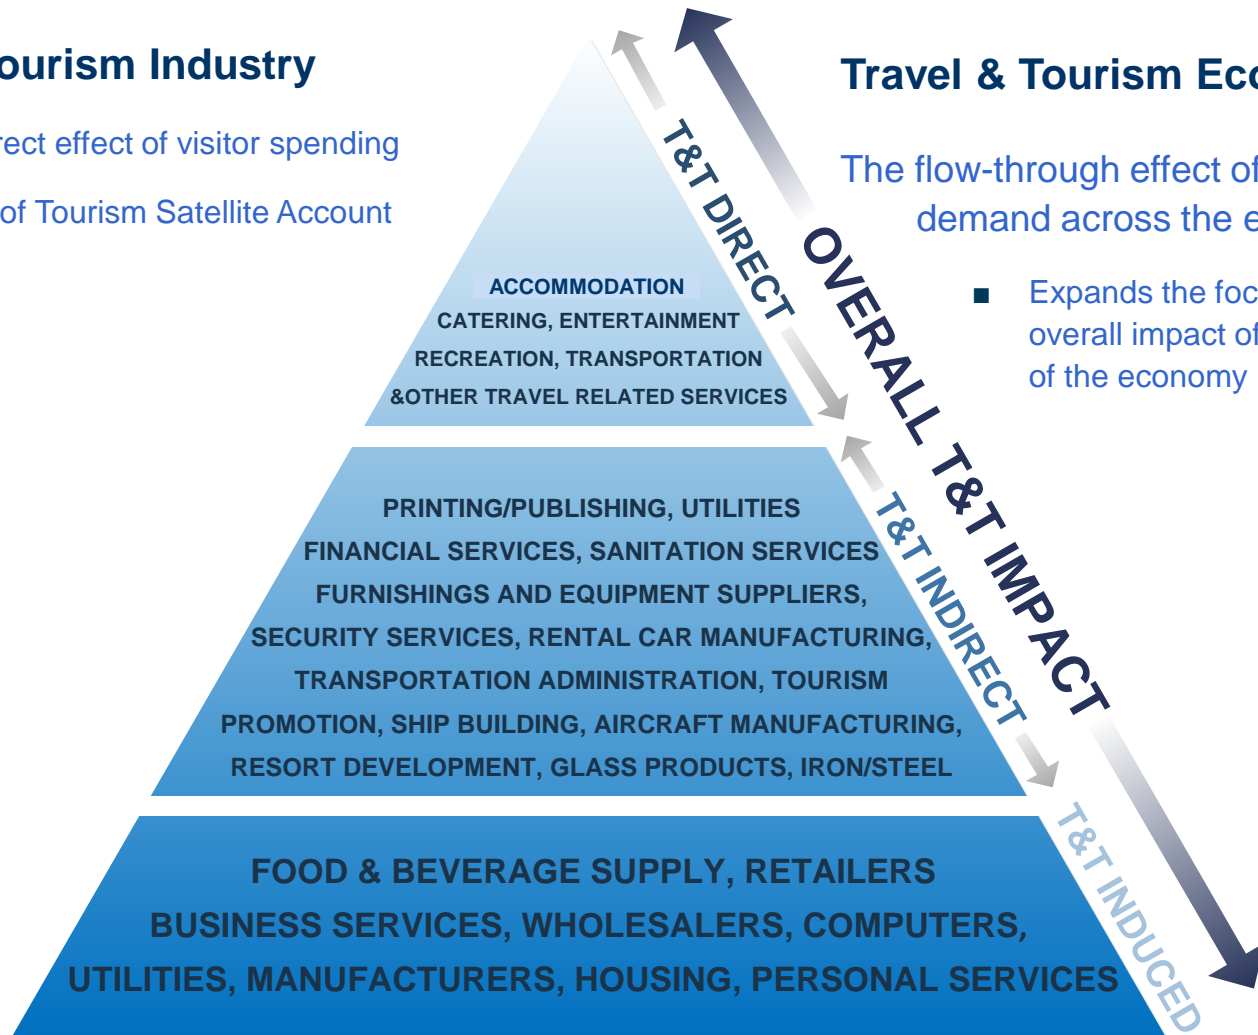 ourism Industry
rect effect of visitor spending
of Tourism Satellite Account
Travel & Tourism Eco
The flow-through effect of
demand across the e
■ Expands the foc
overall impact of
of the economy
ACCOMMODATION
CATERING, ENTERTAINMENT
RECREATION, TRANSPORTATION
&OTHER TRAVEL RELATED SERVICES
PRINTING/PUBLISHING, UTILITIES
FINANCIAL SERVICES, SANITATION SERVICES
FURNISHINGS AND EQUIPMENT SUPPLIERS,
SECURITY SERVICES, RENTAL CAR MANUFACTURING,
TRANSPORTATION ADMINISTRATION, TOURISM
PROMOTION, SHIP BUILDING, AIRCRAFT MANUFACTURING,
RESORT DEVELOPMENT, GLASS PRODUCTS, IRON/STEEL
FOOD & BEVERAGE SUPPLY, RETAILERS
BUSINESS SERVICES, WHOLESALERS, COMPUTERS,
UTILITIES, MANUFACTURERS, HOUSING, PERSONAL SERVICES
T&T DIRECT
T&T INDIRECT
T&T INDUCED
OVERALL T&T IMPACT